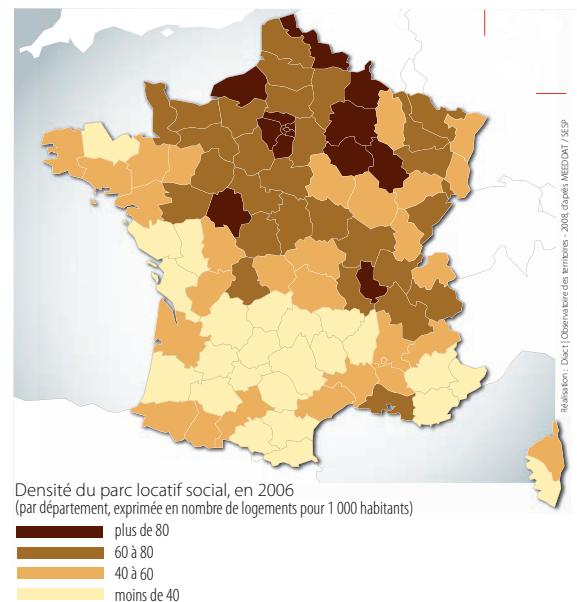 Réalisation : Diact | Observatoire des territoires - 2008, d'après MEEDDAT / SESP
Densité du parc locatif social, en 2006
(par département, exprimée en nombre de logements pour 1 000 habitants)
plus de 80
60 à 80
40 à 60
moins de 40